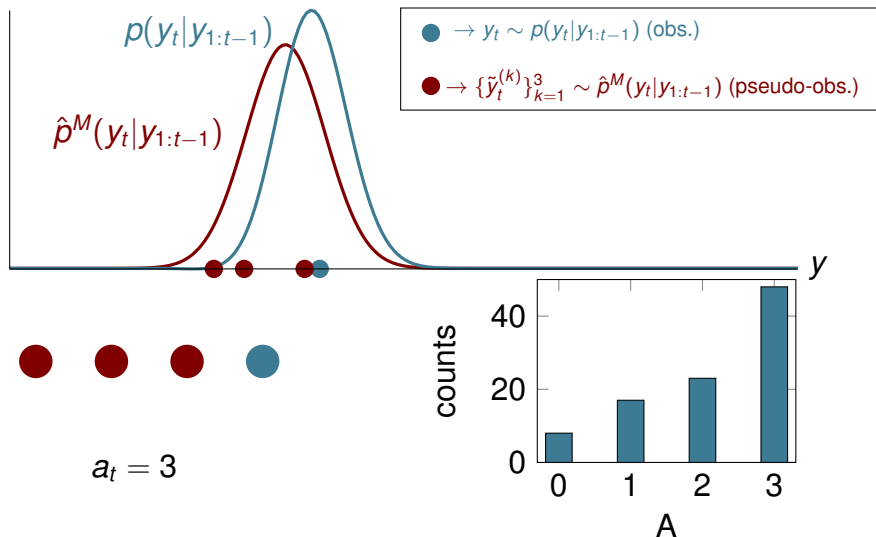 p(y_t|y_{1:t−1})
p̂^M(y_t|y_{1:t−1})
→ y_t ∼ p(y_t|y_{1:t−1}) (obs.)
→ {ỹ_t^{(k)}}_{k=1}^3 ∼ p̂^M(y_t|y_{1:t−1}) (pseudo-obs.)
y
a_t = 3
counts
40
20
0
0 1 2 3
A